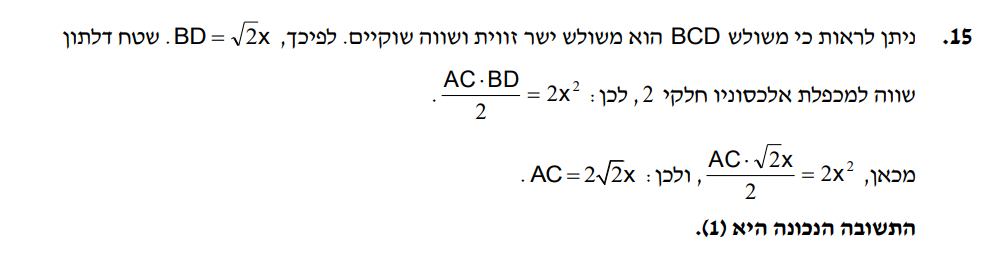 15. ניתן לראות כי משולש BCD הוא משולש ישר זווית ושווה שוקיים. לפיכך, BD = √2x. שטח דלתון
שווה למכפלת אלכסוניו חלקי 2, לכן: (AC · BD)/2 = 2x².
מכאן, (AC · √2x)/2 = 2x², ולכן: AC = 2√2x.
התשובה הנכונה היא (1).